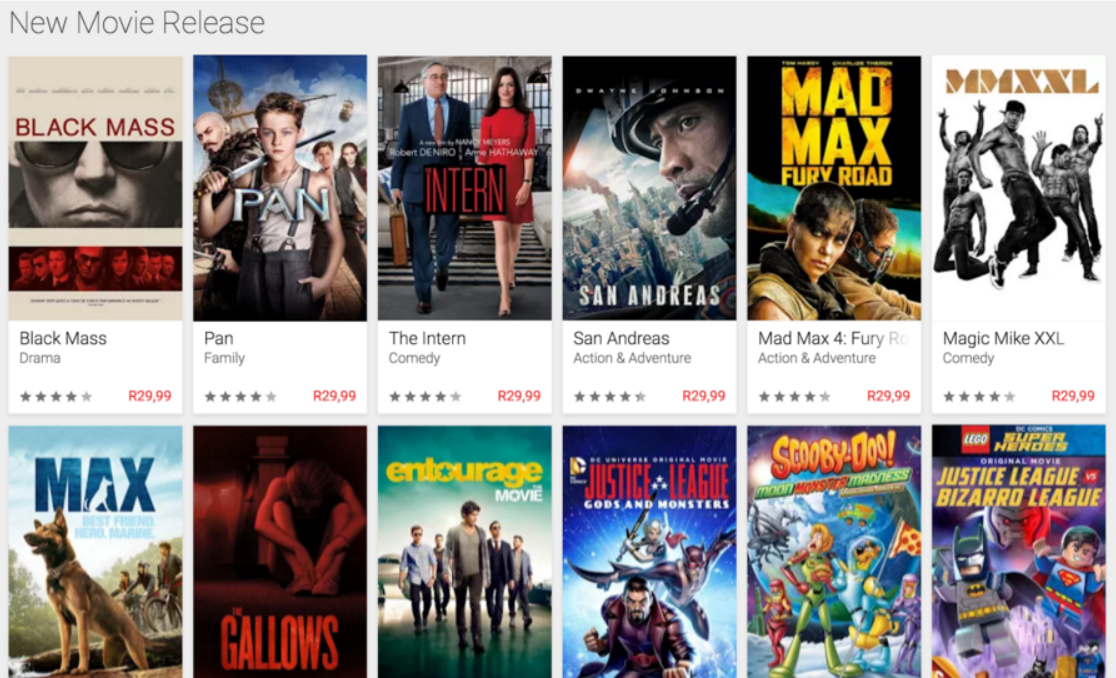 New Movie Release
BLACK MASS
Black Mass
Drama
R29,99
PAN
Pan
Family
R29,99
A new film by NANCY MEYERS
Robert DENIRO Anne HATHAWAY
THE INTERN
The Intern
Comedy
R29,99
DWAYNE JOHNSON
SAN ANDREAS
San Andreas
Action & Adventure
R29,99
TOM HARDY CHARLIZE THERON
MAD
MAX
FURY ROAD
Mad Max 4: Fury Ro
Action & Adventure
R29,99
MMXXL
Magic Mike XXL
Comedy
R29,99
MAX
BEST FRIEND.
HERO. MARINE.
THE
GALLOWS
entourage
THE MOVIE
DC UNIVERSE ORIGINAL MOVIE
JUSTICE LEAGUE
GODS AND MONSTERS
SCOOBY-DOO!
MOON MONSTER MADNESS
DC COMICS
LEGO SUPER
HEROES
ORIGINAL MOVIE
JUSTICE LEAGUE VS
BIZARRO LEAGUE